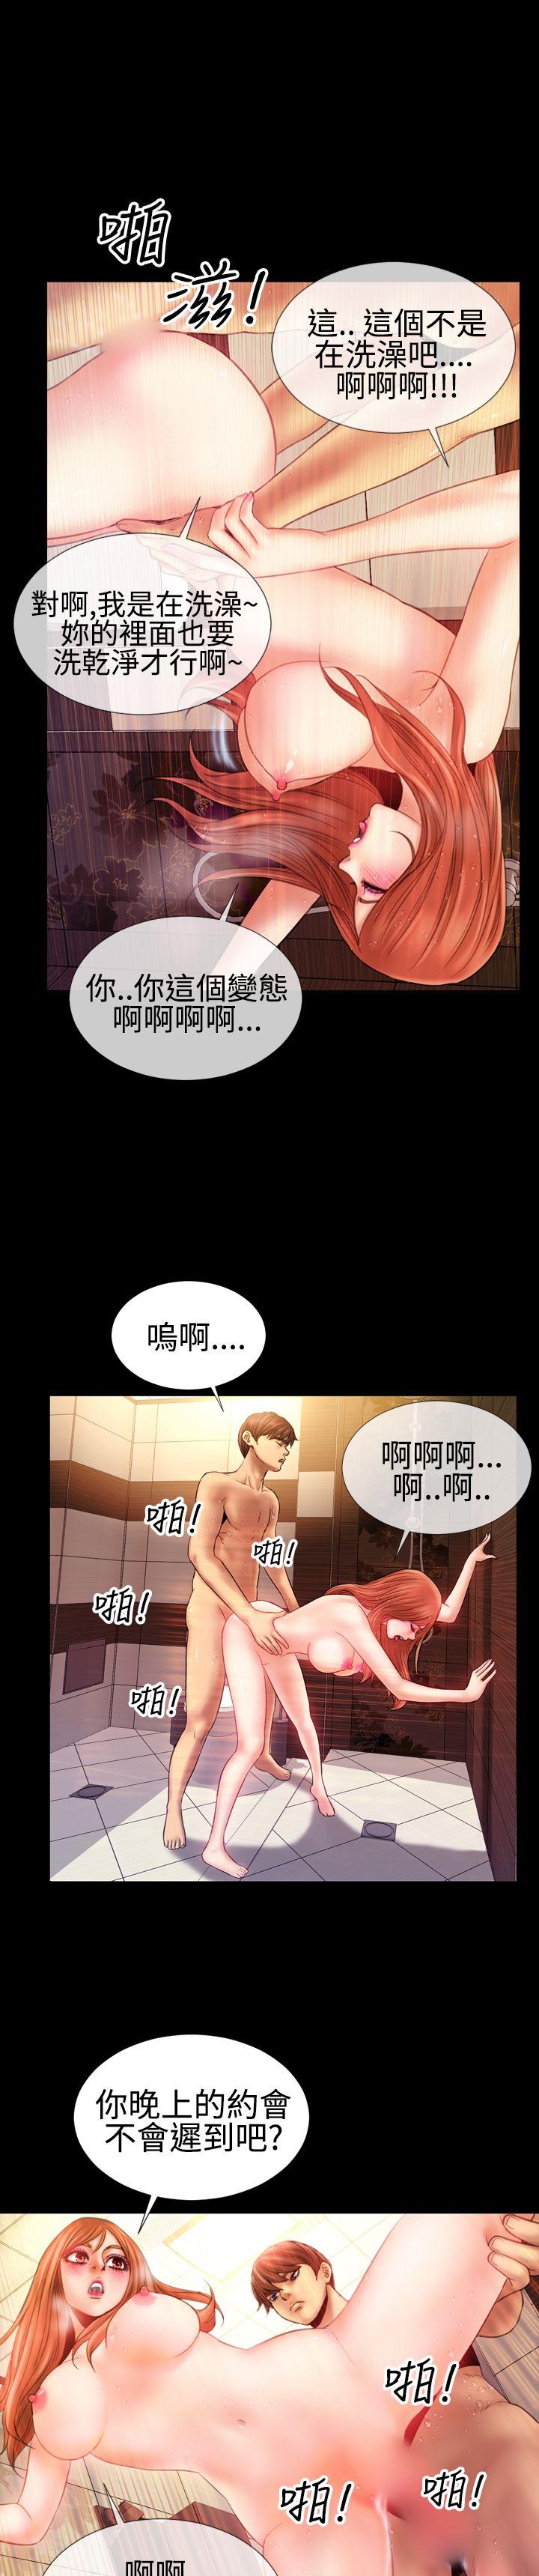 啪
滋!
這.. 這個不是
在洗澡吧....
啊啊啊!!!
對啊,我是在洗澡~
妳的裡面也要
洗乾淨才行啊~
你..你這個變態
啊啊啊啊...
嗚啊....
啊啊啊...
啊..啊..
啪!
啪!
啪!
啪!
你晚上的約會
不會遲到吧?
啪!
啪!
啪!
啊啊